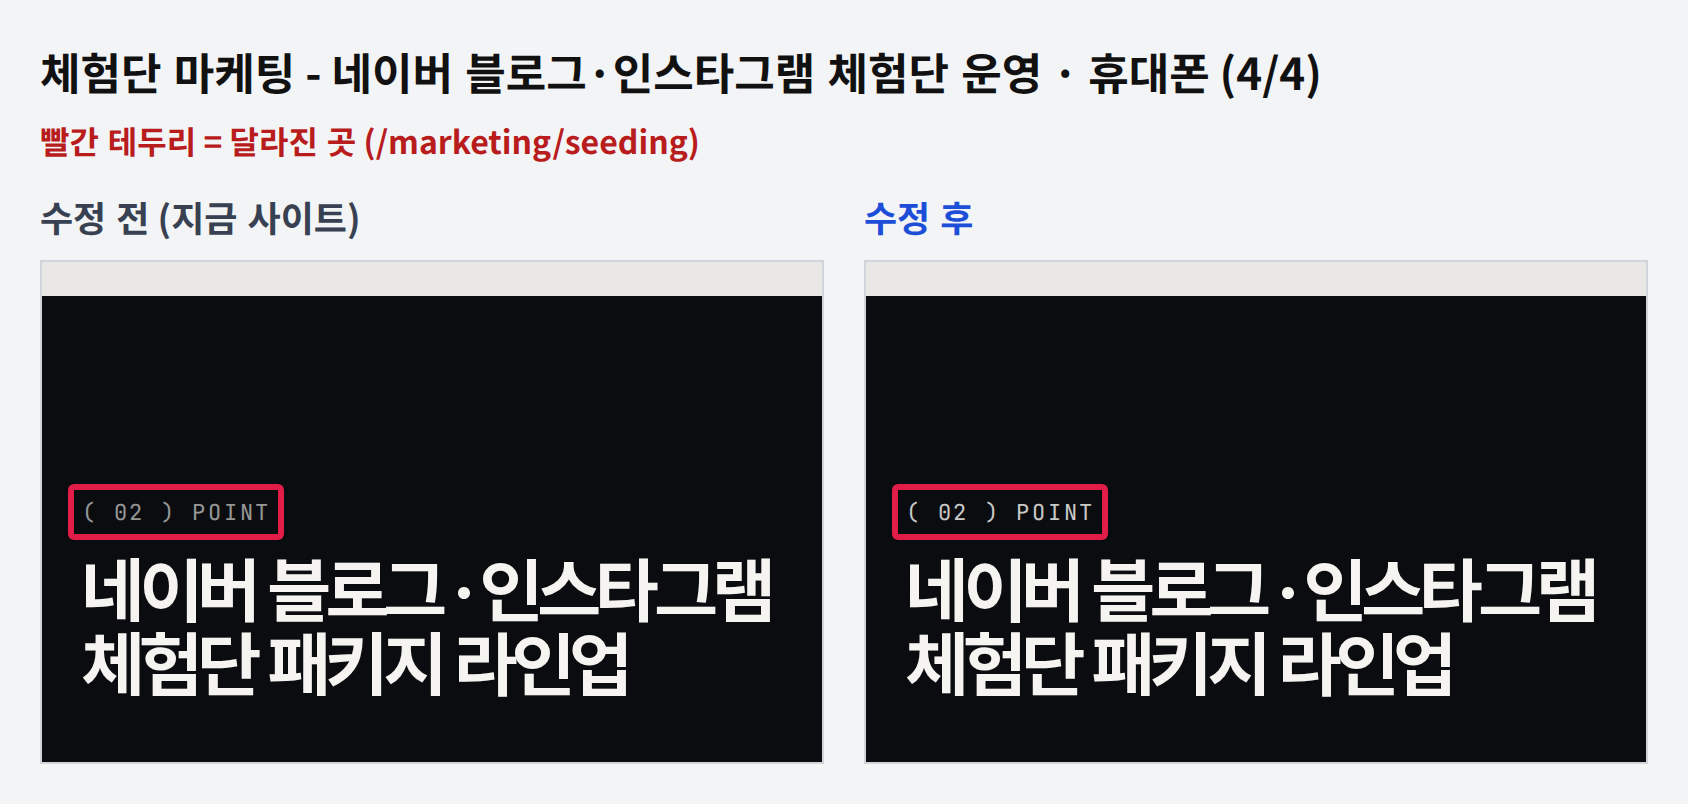 체험단 마케팅 - 네이버 블로그·인스타그램 체험단 운영 · 휴대폰 (4/4)
빨간 테두리 = 달라진 곳 (/marketing/seeding)
수정 전 (지금 사이트)
( 02 ) POINT
네이버 블로그·인스타그램
체험단 패키지 라인업
수정 후
( 02 ) POINT
네이버 블로그·인스타그램
체험단 패키지 라인업